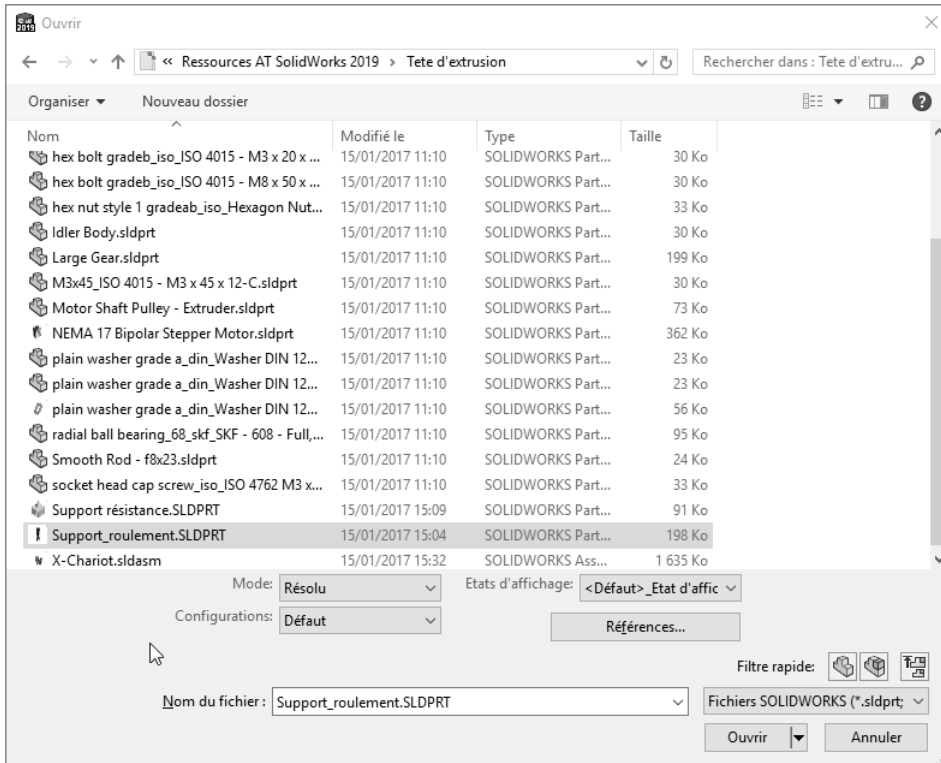 SW 2019 Ouvrir
« Ressources AT SolidWorks 2019 > Tete d'extrusion Rechercher dans : Tete d'extru...
Organiser Nouveau dossier
Nom Modifié le Type Taille
hex bolt gradeb_iso_ISO 4015 - M3 x 20 x ... 15/01/2017 11:10 SOLIDWORKS Part... 30 Ko
hex bolt gradeb_iso_ISO 4015 - M8 x 50 x ... 15/01/2017 11:10 SOLIDWORKS Part... 30 Ko
hex nut style 1 gradeab_iso_Hexagon Nut... 15/01/2017 11:10 SOLIDWORKS Part... 33 Ko
Idler Body.sldprt 15/01/2017 11:10 SOLIDWORKS Part... 30 Ko
Large Gear.sldprt 15/01/2017 11:10 SOLIDWORKS Part... 199 Ko
M3x45_ISO 4015 - M3 x 45 x 12-C.sldprt 15/01/2017 11:10 SOLIDWORKS Part... 30 Ko
Motor Shaft Pulley - Extruder.sldprt 15/01/2017 11:10 SOLIDWORKS Part... 73 Ko
NEMA 17 Bipolar Stepper Motor.sldprt 15/01/2017 11:10 SOLIDWORKS Part... 362 Ko
plain washer grade a_din_Washer DIN 12... 15/01/2017 11:10 SOLIDWORKS Part... 23 Ko
plain washer grade a_din_Washer DIN 12... 15/01/2017 11:10 SOLIDWORKS Part... 23 Ko
plain washer grade a_din_Washer DIN 12... 15/01/2017 11:10 SOLIDWORKS Part... 56 Ko
radial ball bearing_68_skf_SKF - 608 - Full,... 15/01/2017 11:10 SOLIDWORKS Part... 95 Ko
Smooth Rod - f8x23.sldprt 15/01/2017 11:10 SOLIDWORKS Part... 24 Ko
socket head cap screw_iso_ISO 4762 M3 x... 15/01/2017 11:10 SOLIDWORKS Part... 33 Ko
Support résistance.SLDPRT 15/01/2017 15:09 SOLIDWORKS Part... 91 Ko
Support_roulement.SLDPRT 15/01/2017 15:04 SOLIDWORKS Part... 198 Ko
X-Chariot.sldasm 15/01/2017 15:32 SOLIDWORKS Ass... 1 635 Ko
Mode: Résolu Etats d'affichage: <Défaut>_Etat d'affic
Configurations: Défaut Références...
Filtre rapide:
Nom du fichier : Support_roulement.SLDPRT Fichiers SOLIDWORKS (*.sldprt;
Ouvrir Annuler